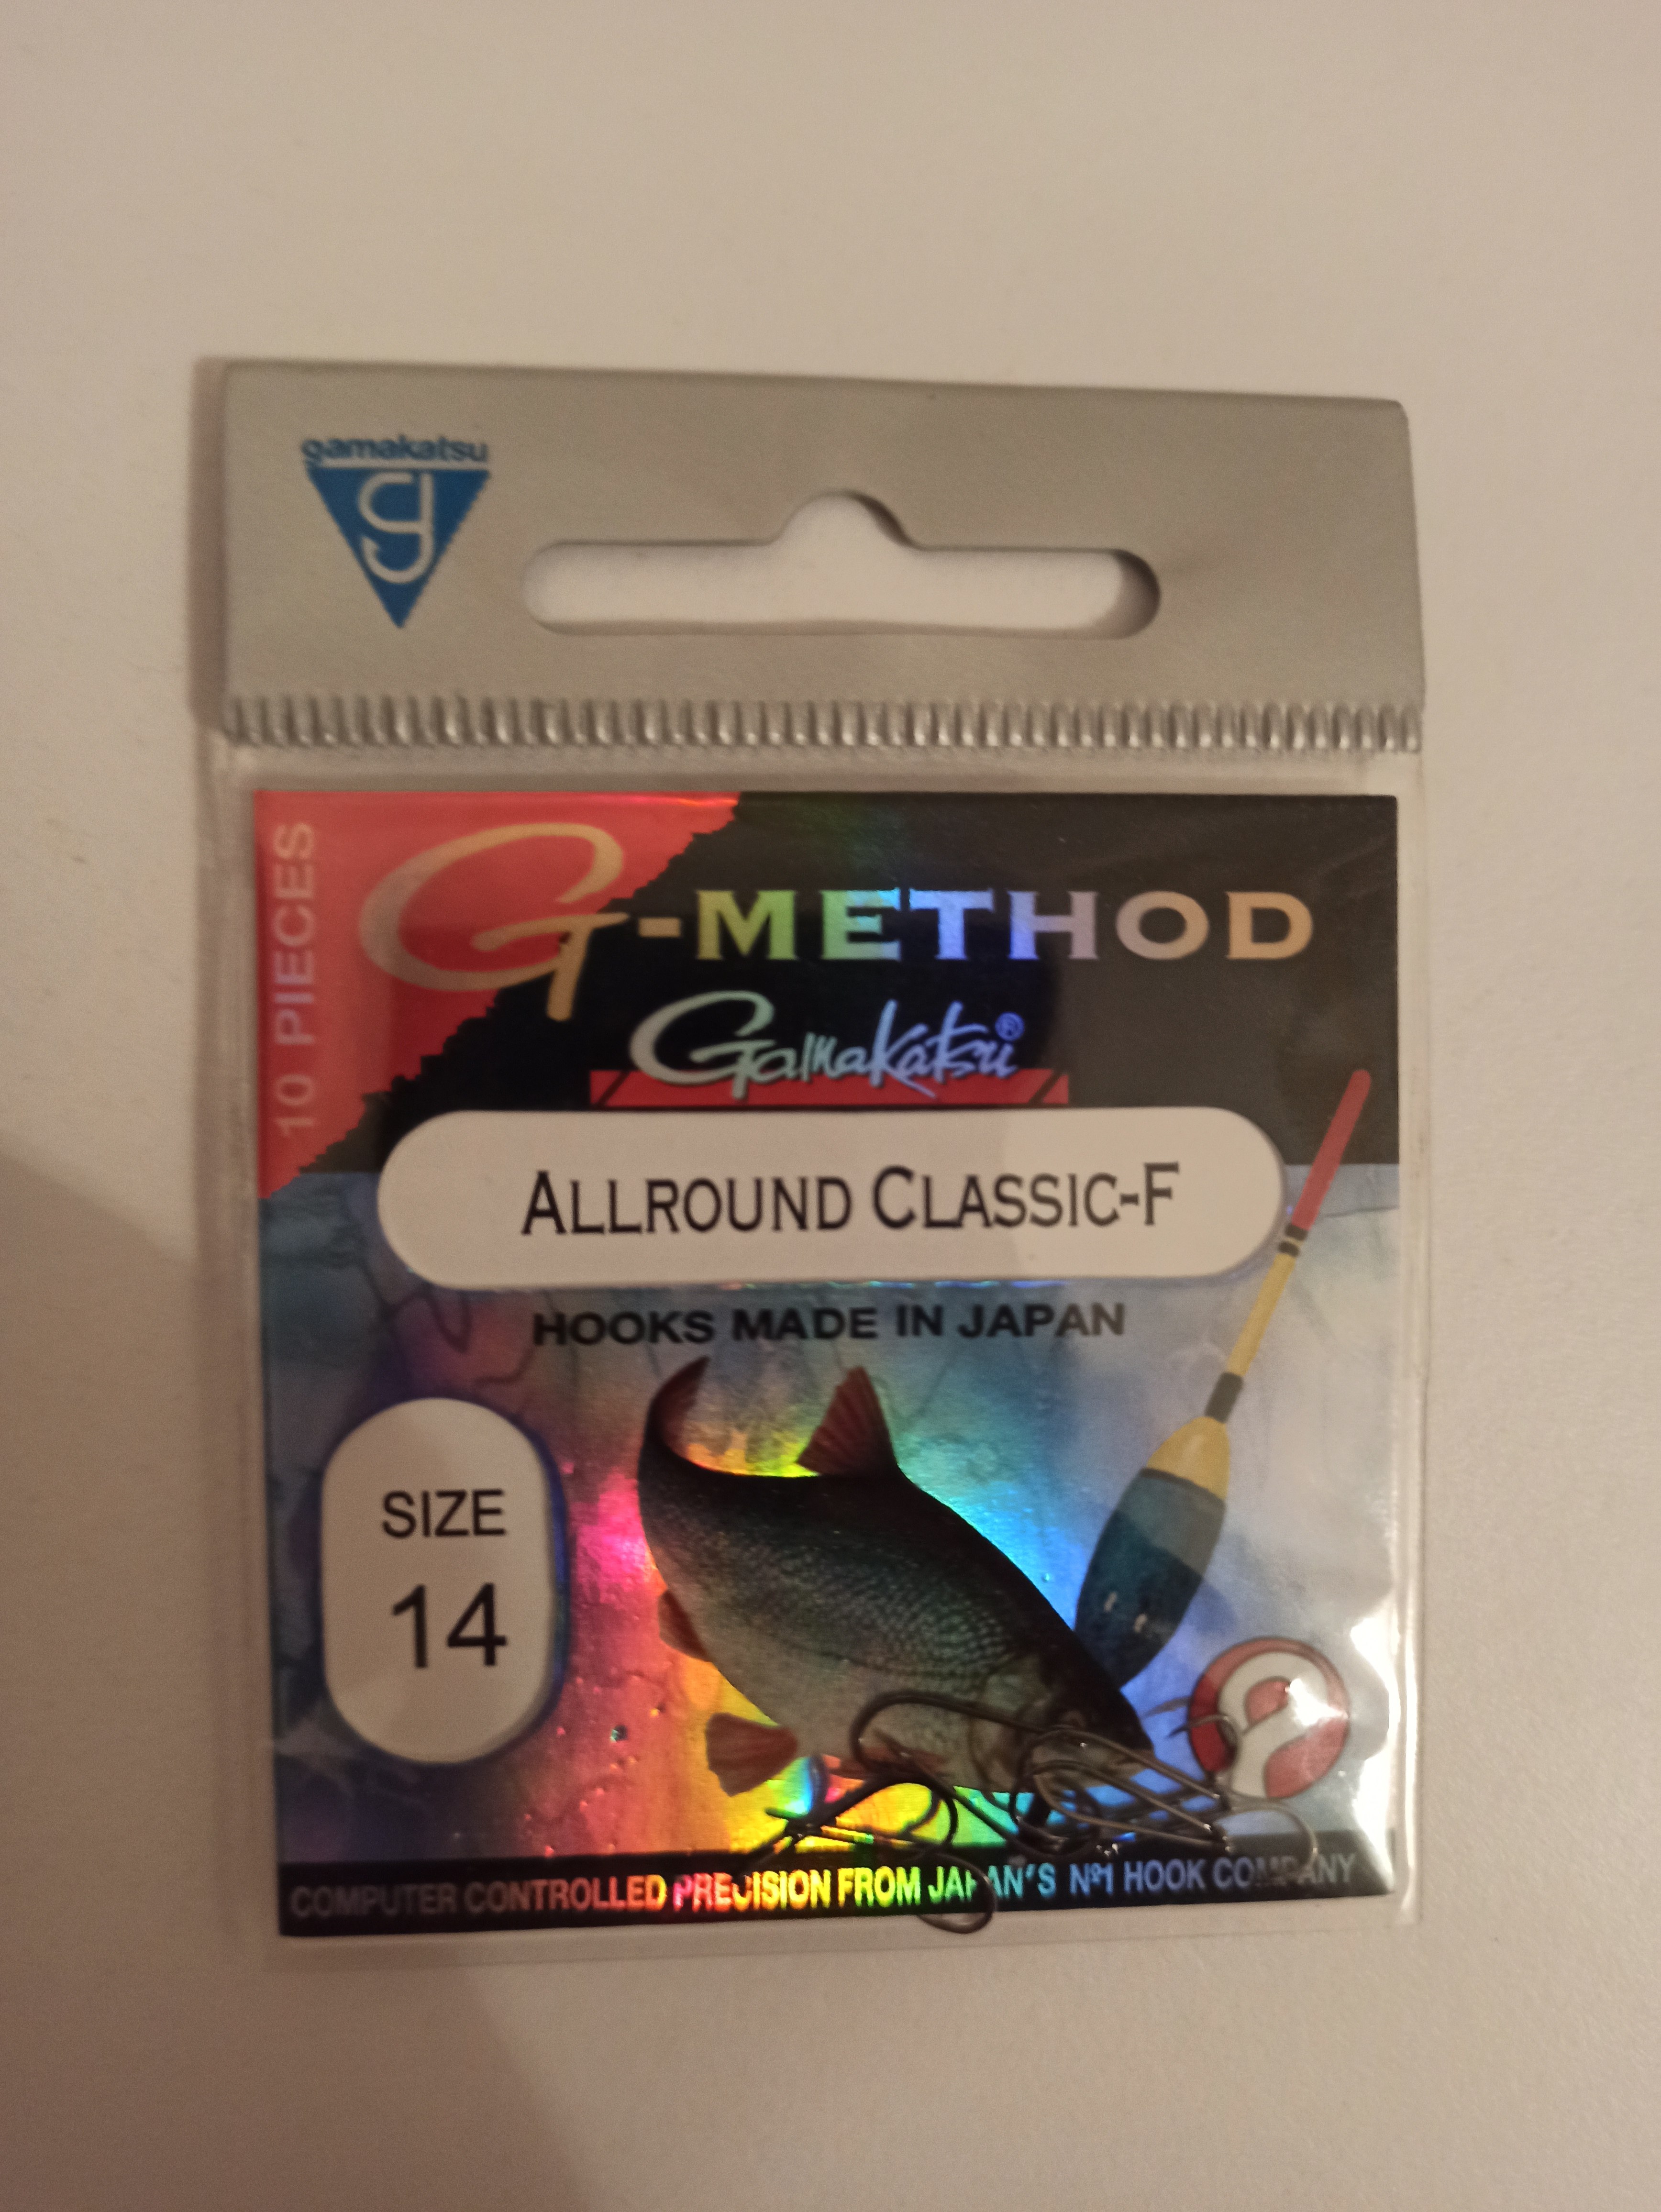 gamakatsu
g
10 PIECES
G-METHOD
Gamakatsu®
ALLROUND CLASSIC-F
HOOKS MADE IN JAPAN
SIZE
14
COMPUTER CONTROLLED PRECISION FROM JAPAN'S Nº1 HOOK COMPANY